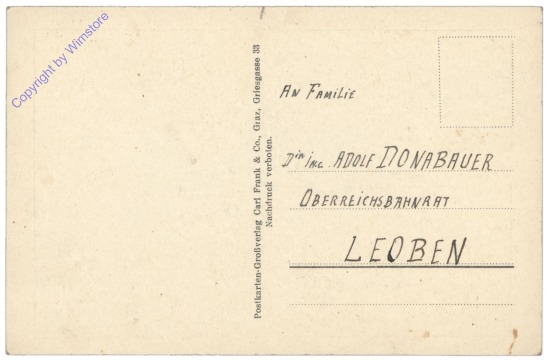 Copyright by Wimstore
Postkarten-Großverlag Carl Frank & Co., Graz, Griesgasse 33
Nachdruck verboten.
AN FAMILIE
ING. ADOLF DONABAUER
OBERREICHSBAHNRAT
LEOBEN